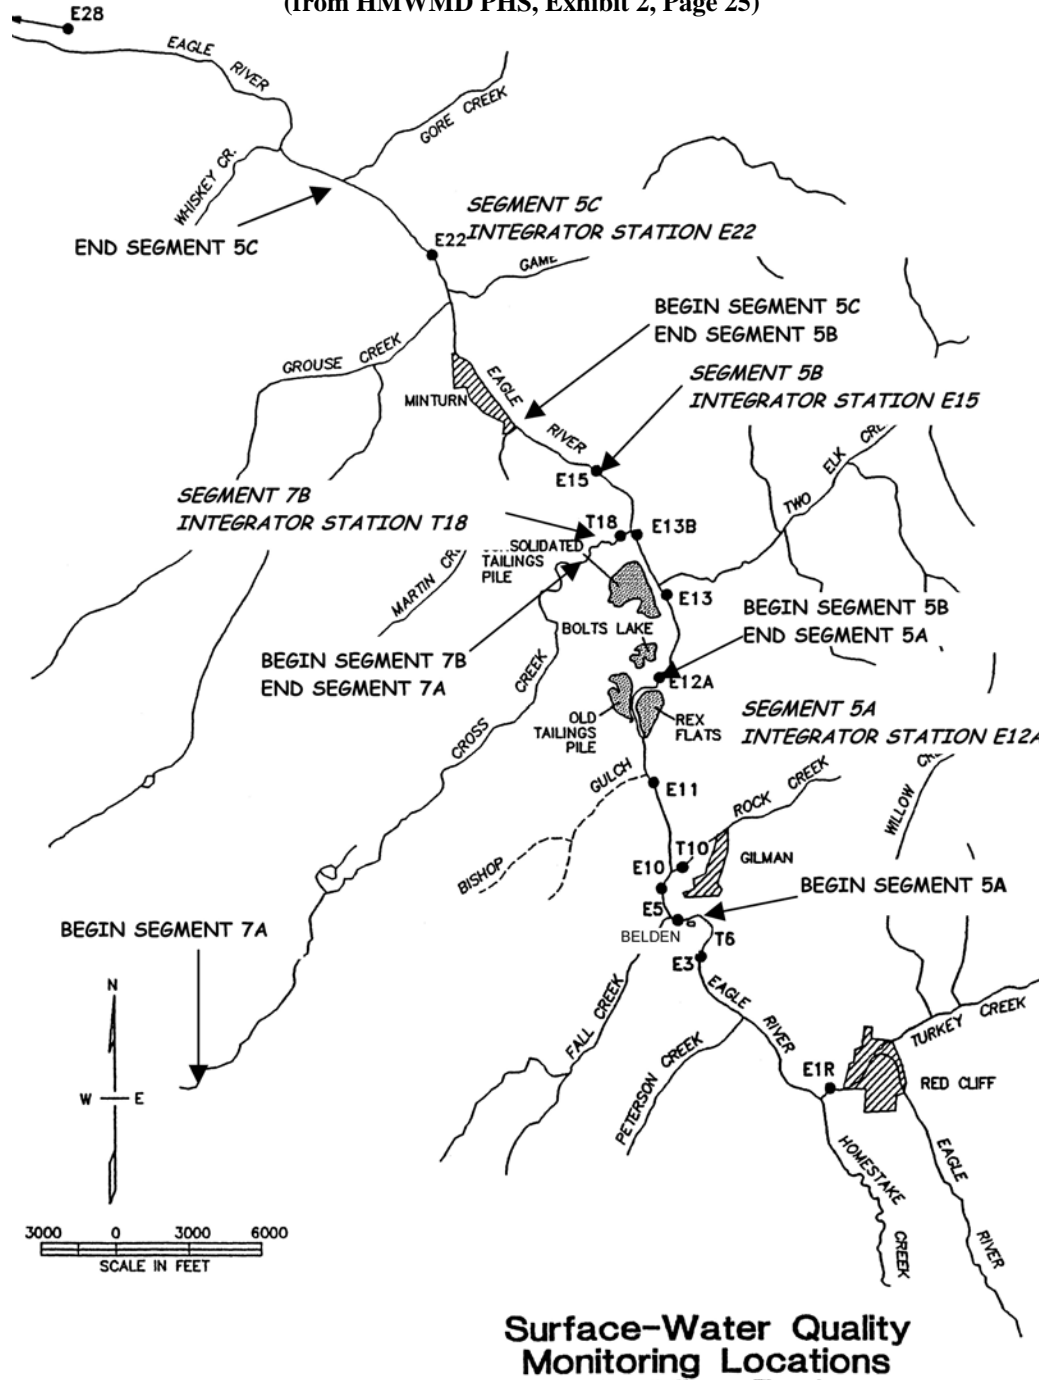 (from HMWMD PHS, Exhibit 2, Page 25)
E28
EAGLE
RIVER
GORE CREEK
WHISKEY CR.
END SEGMENT 5C
SEGMENT 5C
INTEGRATOR STATION E22
E22
GAME
BEGIN SEGMENT 5C
END SEGMENT 5B
GROUSE CREEK
MINTURN
EAGLE
RIVER
SEGMENT 5B
INTEGRATOR STATION E15
E15
TWO ELK CRE
SEGMENT 7B
INTEGRATOR STATION T18
T18
E13B
SOLIDATED
TAILINGS
PILE
MARTIN CR
E13
BEGIN SEGMENT 5B
END SEGMENT 5A
BOLTS LAKE
BEGIN SEGMENT 7B
END SEGMENT 7A
CROSS CREEK
E12A
OLD
TAILINGS
PILE
REX
FLATS
SEGMENT 5A
INTEGRATOR STATION E12A
WILLOW CR
GULCH
BISHOP
E11
ROCK CREEK
T10
GILMAN
E10
BEGIN SEGMENT 5A
E5
BELDEN
T6
E3
BEGIN SEGMENT 7A
N
W E
FALL CREEK
PETERSON CREEK
EAGLE
RIVER
TURKEY CREEK
E1R
RED CLIFF
HOMESTAKE
CREEK
EAGLE
RIVER
3000 0 3000 6000
SCALE IN FEET
Surface-Water Quality
Monitoring Locations